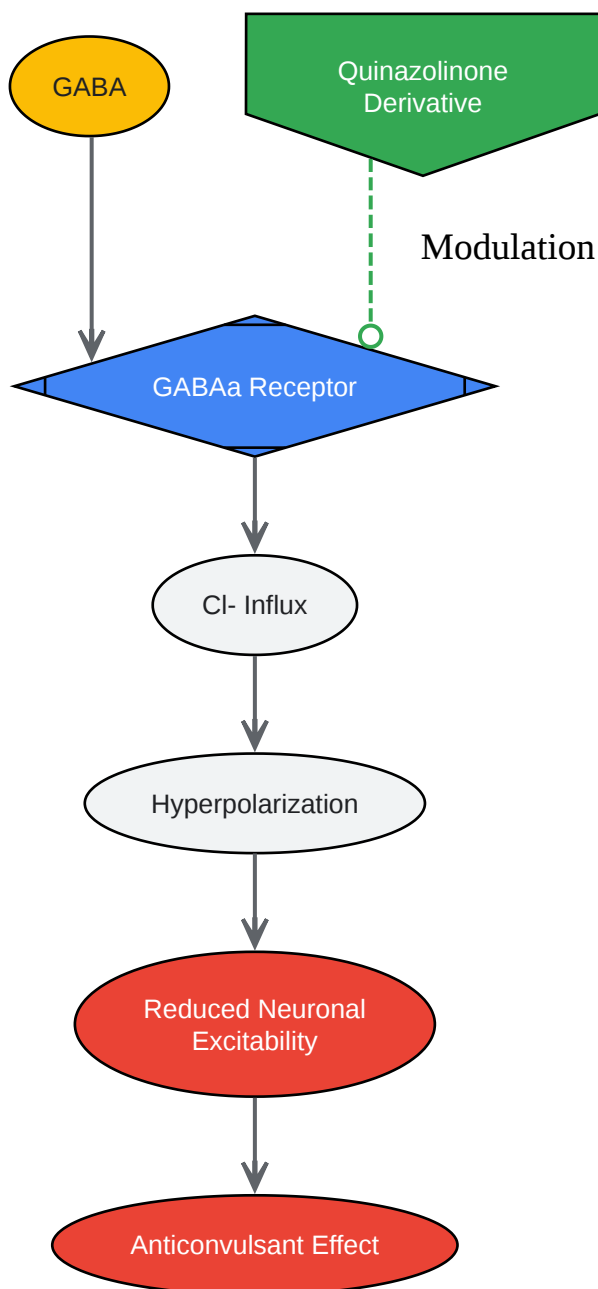 GABA
Quinazolinone
Derivative
Modulation
GABAa Receptor
Cl- Influx
Hyperpolarization
Reduced Neuronal
Excitability
Anticonvulsant Effect